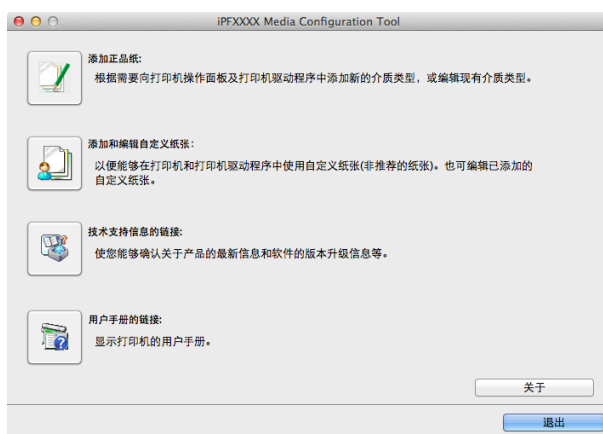 iPFXXXX Media Configuration Tool
添加正品纸:
根据需要向打印机操作面板及打印机驱动程序中添加新的介质类型，或编辑现有介质类型。
添加和编辑自定义纸张:
以便能够在打印机和打印机驱动程序中使用自定义纸张(非推荐的纸张)。也可编辑已添加的
自定义纸张。
技术支持信息的链接:
使您能够确认关于产品的最新信息和软件的版本升级信息等。
用户手册的链接:
显示打印机的用户手册。
关于
退出